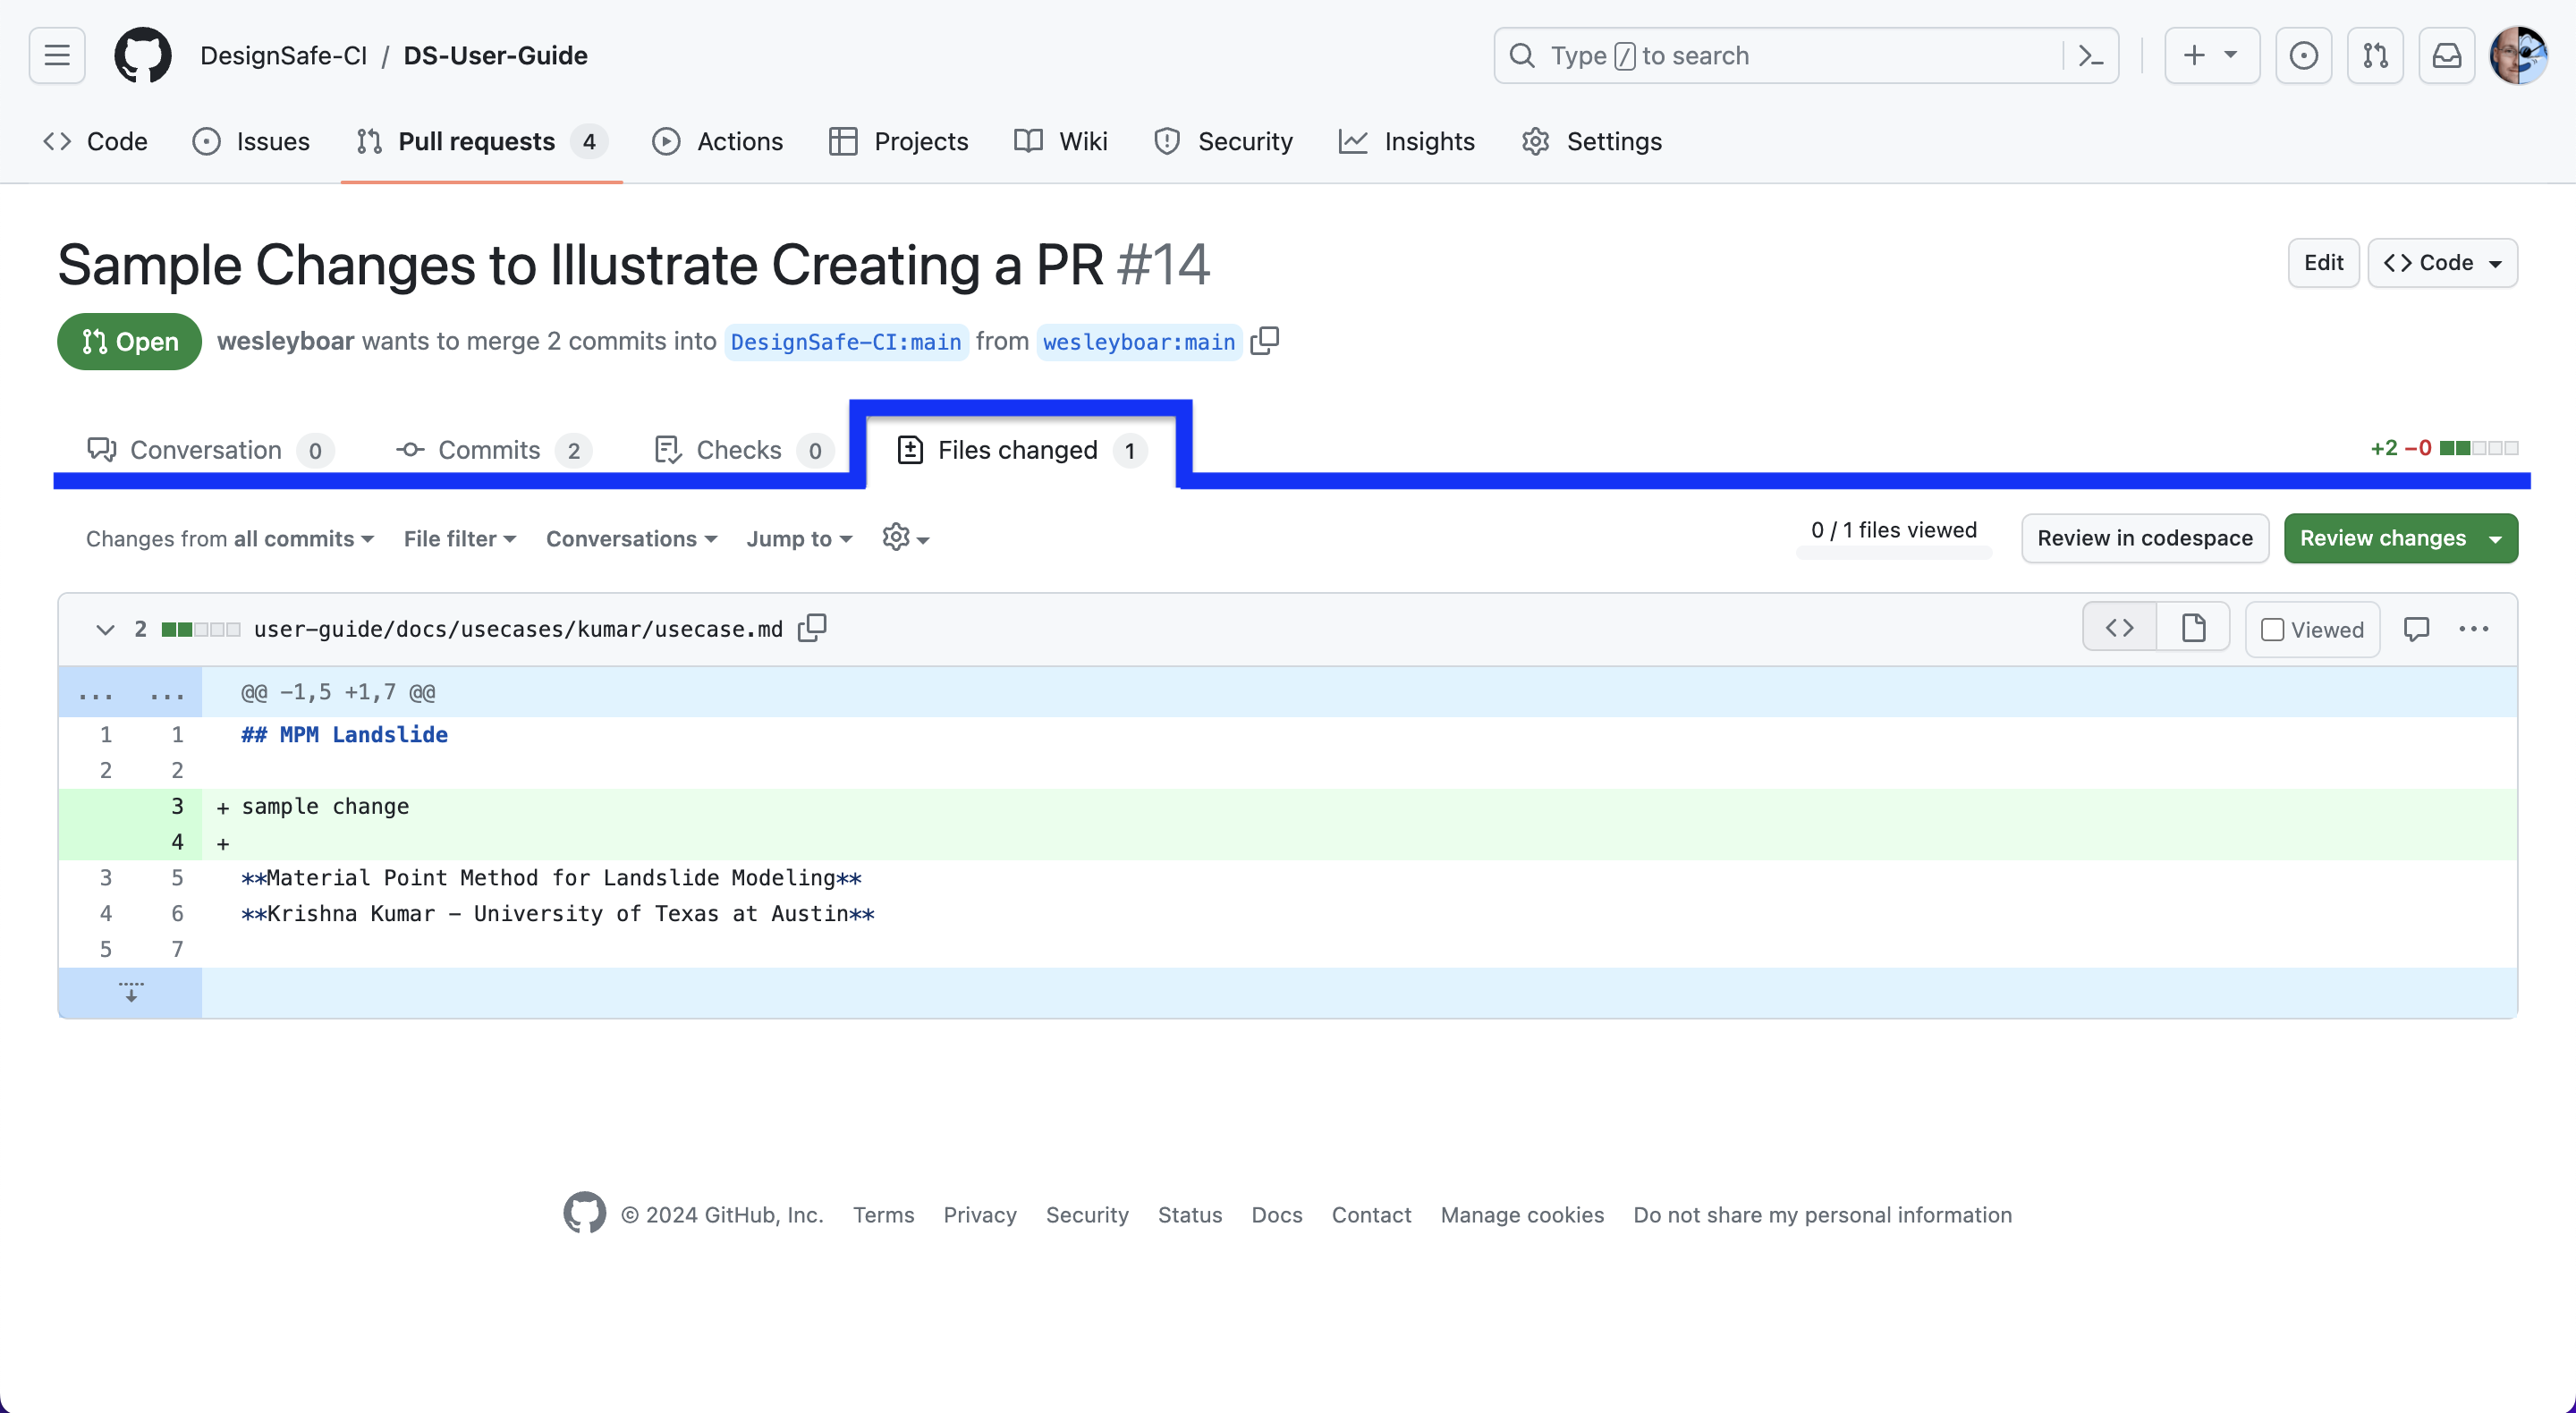 DesignSafe-CI / DS-User-Guide
Type / to search
Code Issues Pull requests 4 Actions Projects Wiki Security Insights Settings
Sample Changes to Illustrate Creating a PR #14
Edit Code
Open wesleyboar wants to merge 2 commits into DesignSafe-CI:main from wesleyboar:main
Conversation 0 Commits 2 Checks 0 Files changed 1 +2 −0
Changes from all commits File filter Conversations Jump to 0 / 1 files viewed Review in codespace Review changes
2 user-guide/docs/usecases/kumar/usecase.md Viewed
... ... @@ -1,5 +1,7 @@
1 1 ## MPM Landslide
2 2
3 + sample change
4 +
3 5 **Material Point Method for Landslide Modeling**
4 6 **Krishna Kumar - University of Texas at Austin**
5 7
© 2024 GitHub, Inc. Terms Privacy Security Status Docs Contact Manage cookies Do not share my personal information